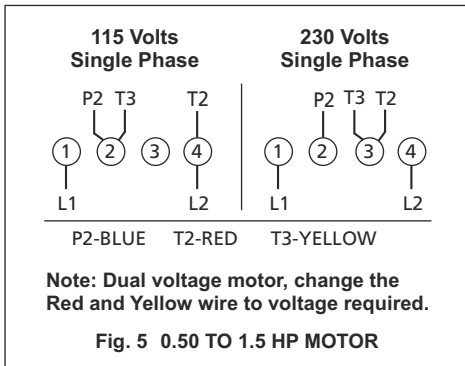 115 Volts
Single Phase
230 Volts
Single Phase
P2 T3 T2
P2 T3 T2
1 2 3 4
1 2 3 4
L1 L2
L1 L2
P2-BLUE T2-RED T3-YELLOW
Note: Dual voltage motor, change the
Red and Yellow wire to voltage required.
Fig. 5 0.50 TO 1.5 HP MOTOR